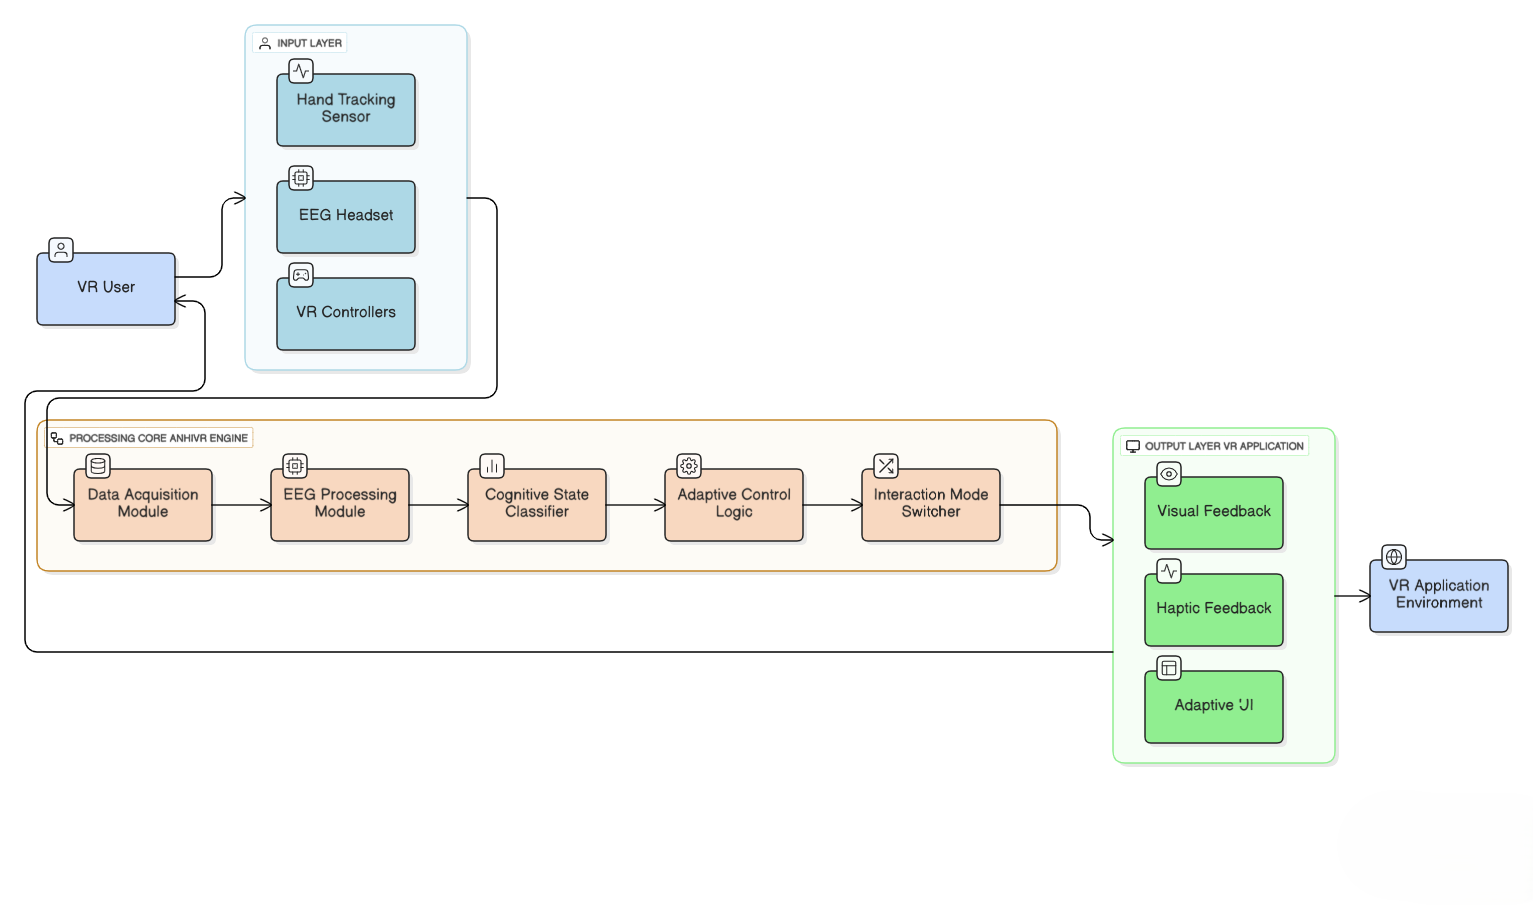 INPUT LAYER
Hand Tracking
Sensor
EEG Headset
VR Controllers
VR User
PROCESSING CORE ANHIVR ENGINE
Data Acquisition
Module
EEG Processing
Module
Cognitive State
Classifier
Adaptive Control
Logic
Interaction Mode
Switcher
OUTPUT LAYER VR APPLICATION
Visual Feedback
Haptic Feedback
Adaptive UI
VR Application
Environment